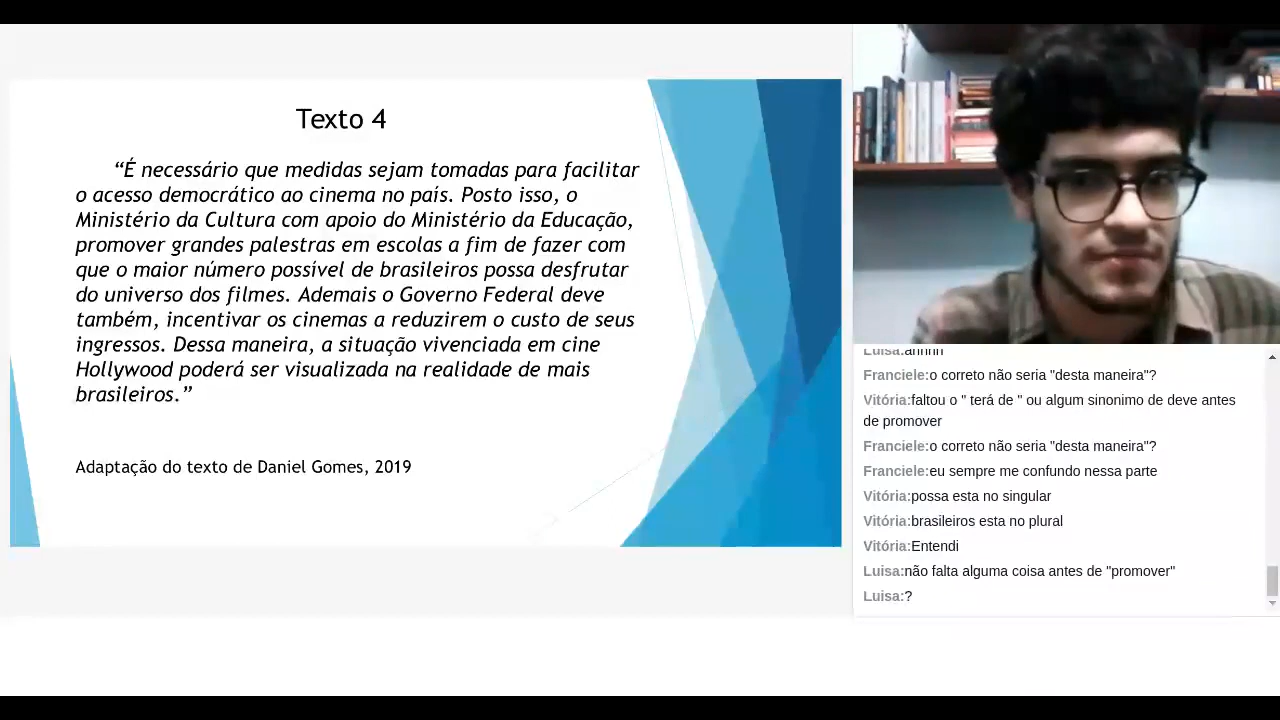 Texto 4
“É necessário que medidas sejam tomadas para facilitar
o acesso democrático ao cinema no país. Posto isso, o
Ministério da Cultura com apoio do Ministério da Educação,
promover grandes palestras em escolas a fim de fazer com
que o maior número possível de brasileiros possa desfrutar
do universo dos filmes. Ademais o Governo Federal deve
também, incentivar os cinemas a reduzirem o custo de seus
ingressos. Dessa maneira, a situação vivenciada em cine
Hollywood poderá ser visualizada na realidade de mais
brasileiros.”
Adaptação do texto de Daniel Gomes, 2019
Luisa:
Franciele:o correto não seria "desta maneira"?
Vitória:faltou o " terá de " ou algum sinonimo de deve antes
de promover
Franciele:o correto não seria "desta maneira"?
Franciele:eu sempre me confundo nessa parte
Vitória:possa esta no singular
Vitória:brasileiros esta no plural
Vitória:Entendi
Luisa:não falta alguma coisa antes de "promover"
Luisa:?